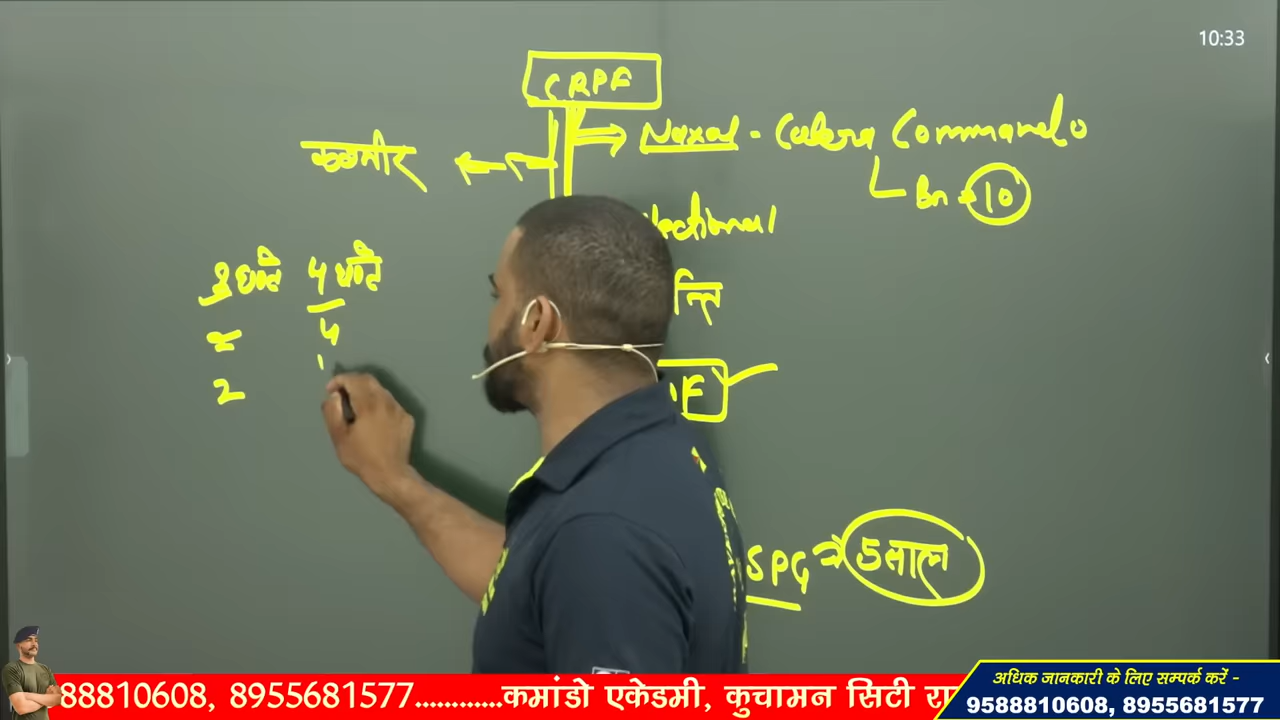 10:33
CRPF
Naxal - Cobra Commando
कश्मीर
Bn → 10
4 घण्टे
4
2
SPG → 5 साल
88810608, 8955681577............कमांडो एकेडमी, कुचामन सिटी रा
अधिक जानकारी के लिए सम्पर्क करें -
9588810608, 8955681577